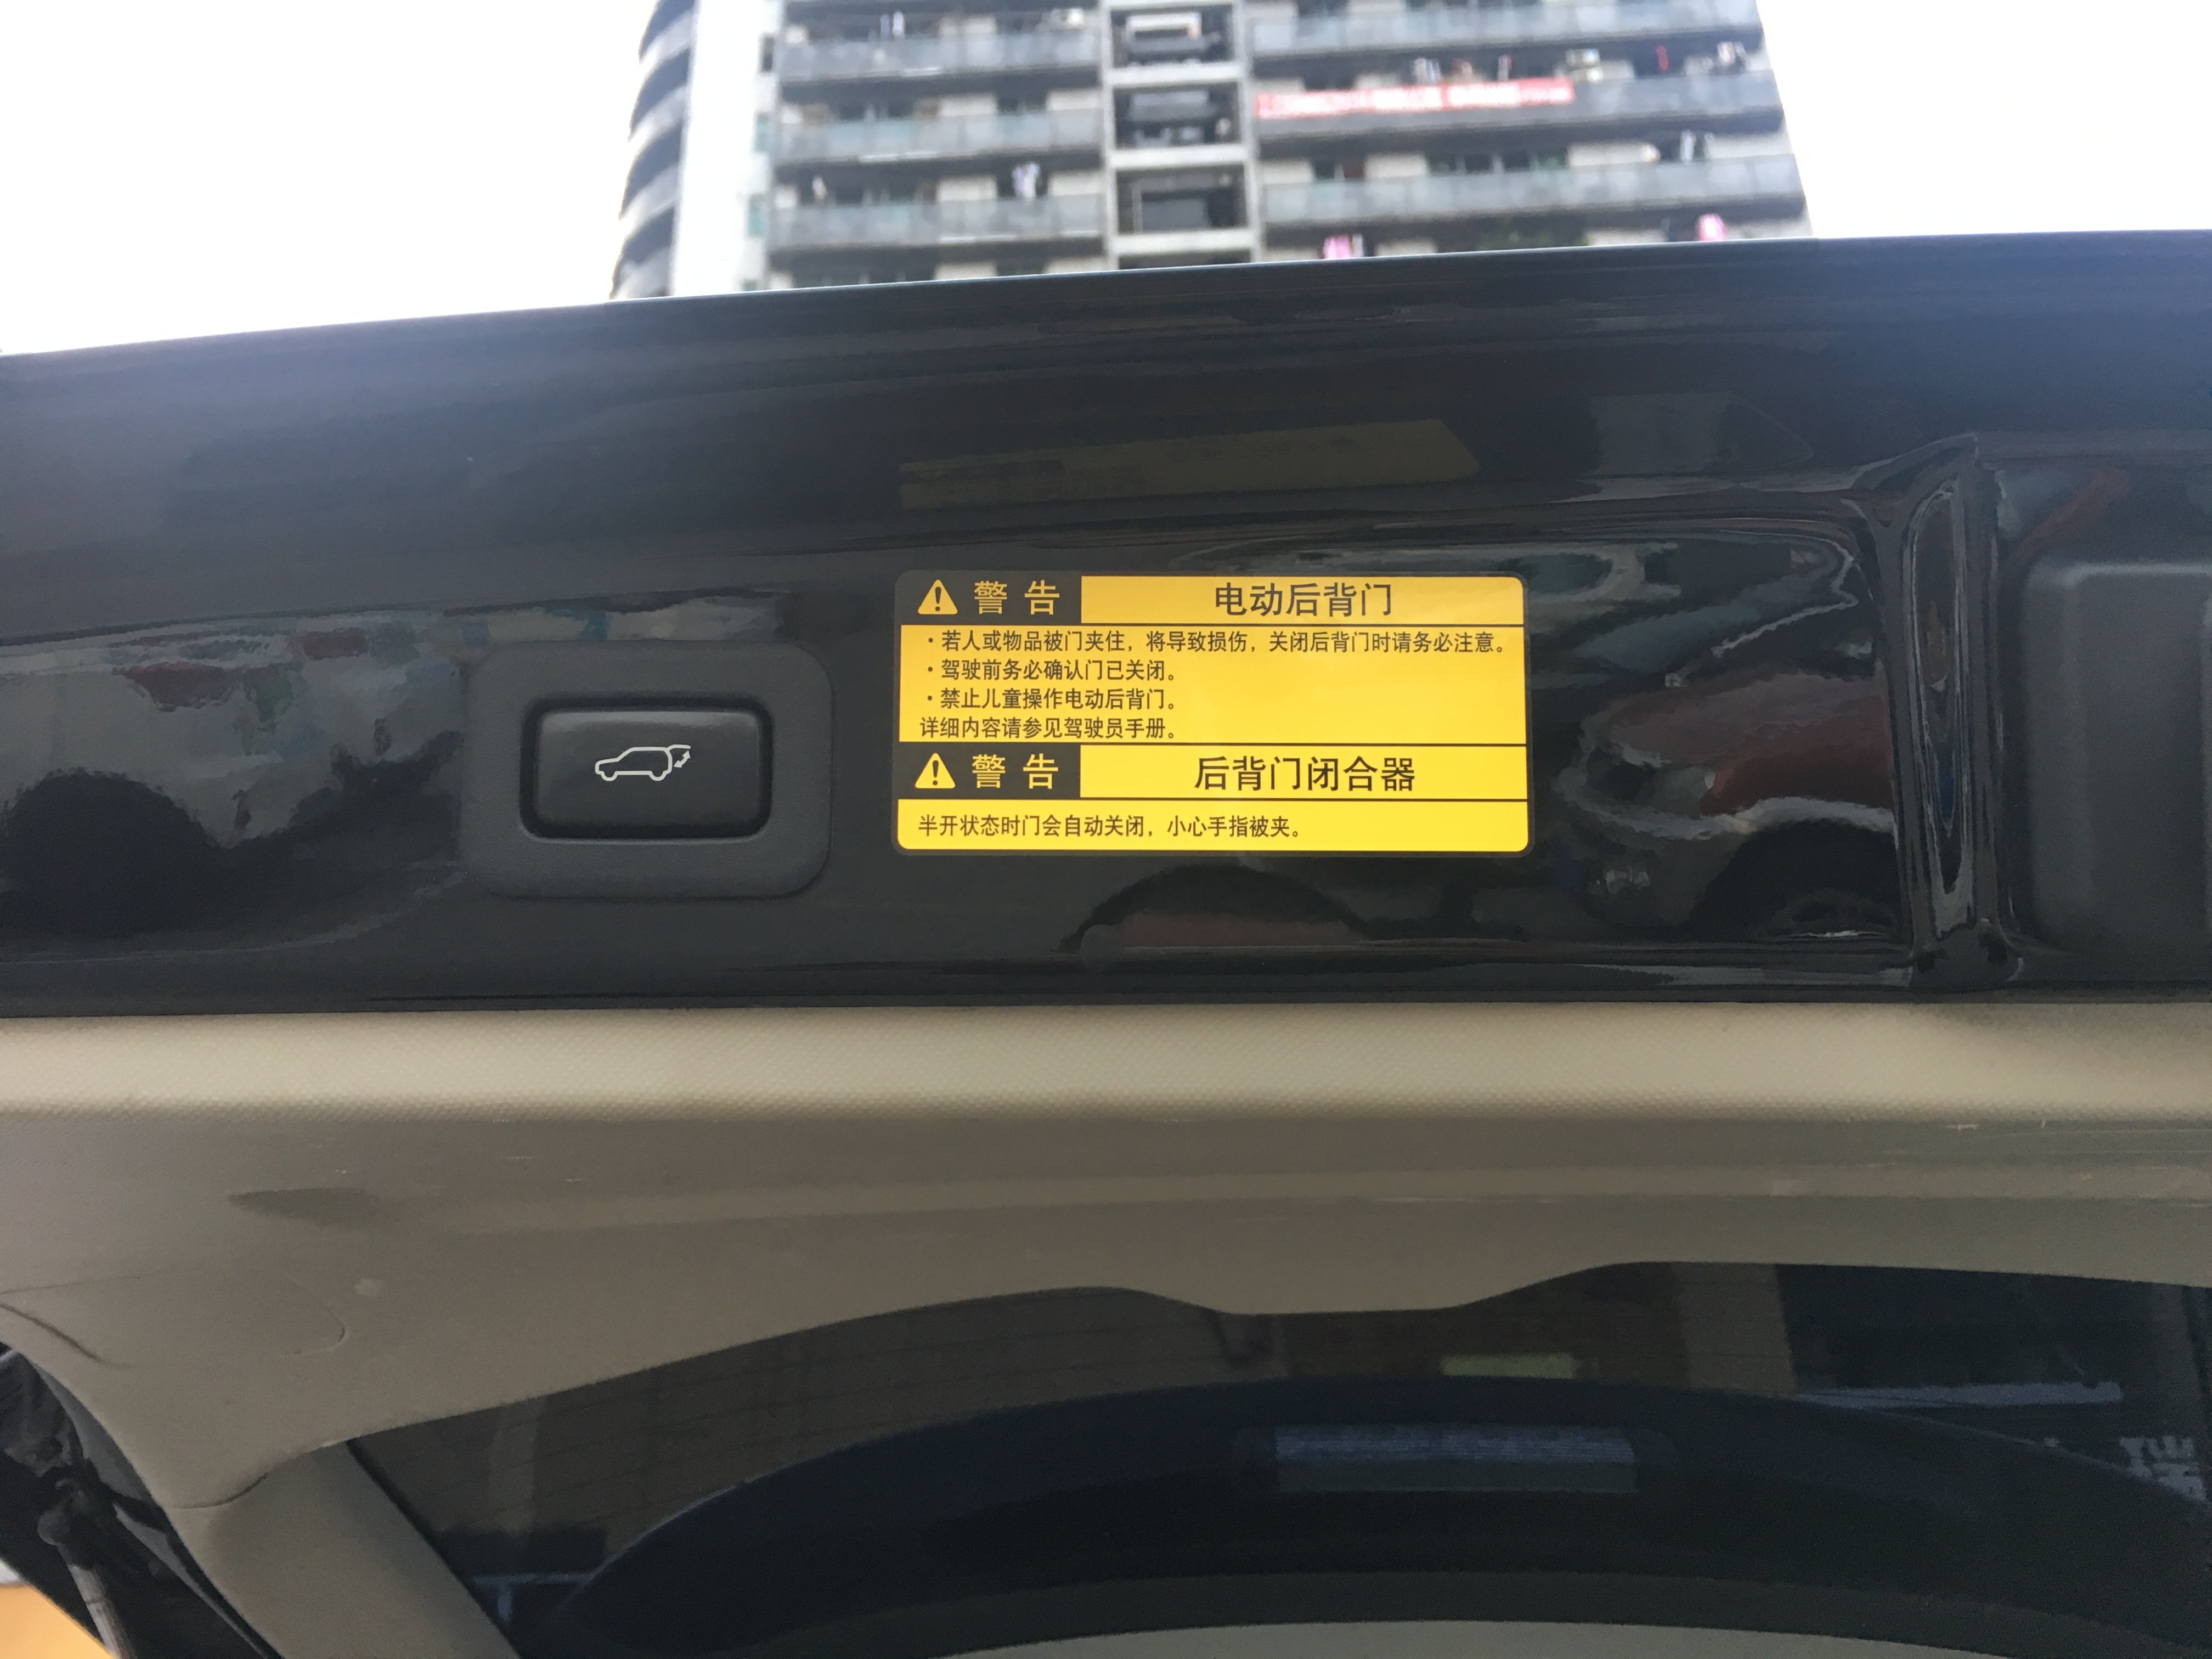 警告 电动后背门
·若人或物品被门夹住，将导致损伤，关闭后背门时请务必注意。
·驾驶前务必确认门已关闭。
·禁止儿童操作电动后背门。
详细内容请参见驾驶员手册。
警告 后背门闭合器
半开状态时门会自动关闭，小心手指被夹。